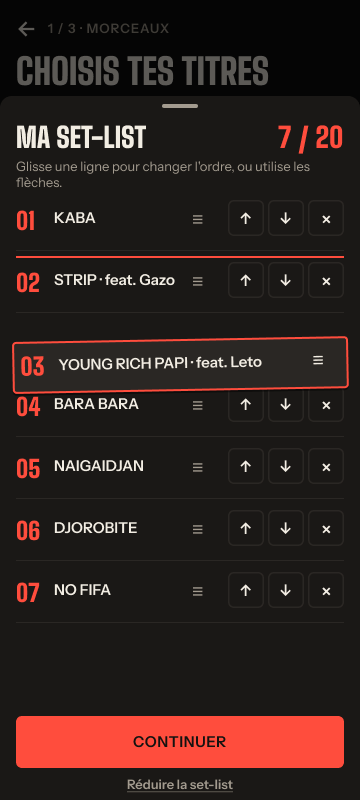 ← 1 / 3 · MORCEAUX
CHOISIS TES TITRES
MA SET-LIST 7 / 20
Glisse une ligne pour changer l'ordre, ou utilise les
flèches.
01 KABA ≡ ↑ ↓ ×
02 STRIP · feat. Gazo ≡ ↑ ↓ ×
03 YOUNG RICH PAPI · feat. Leto ≡
04 BARA BARA ≡ ↑ ↓ ×
05 NAIGAIDJAN ≡ ↑ ↓ ×
06 DJOROBITE ≡ ↑ ↓ ×
07 NO FIFA ≡ ↑ ↓ ×
CONTINUER
Réduire la set-list